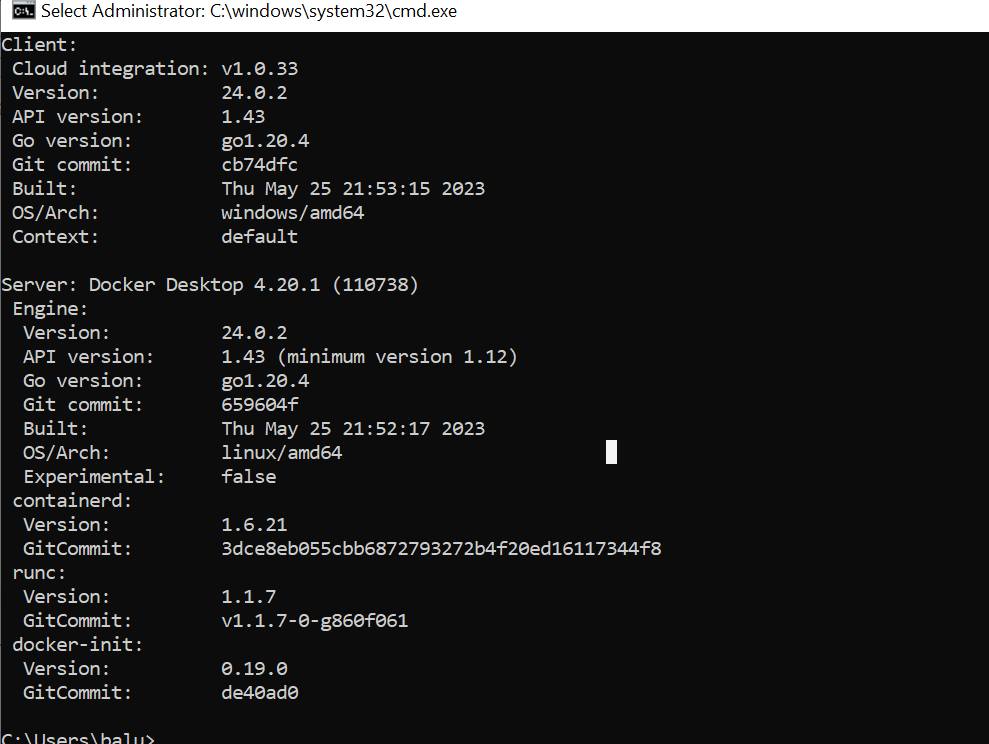 Select Administrator: C:\windows\system32\cmd.exe
Client:
 Cloud integration: v1.0.33
 Version:           24.0.2
 API version:       1.43
 Go version:        go1.20.4
 Git commit:        cb74dfc
 Built:             Thu May 25 21:53:15 2023
 OS/Arch:           windows/amd64
 Context:           default

Server: Docker Desktop 4.20.1 (110738)
 Engine:
  Version:          24.0.2
  API version:      1.43 (minimum version 1.12)
  Go version:       go1.20.4
  Git commit:       659604f
  Built:            Thu May 25 21:52:17 2023
  OS/Arch:          linux/amd64
  Experimental:     false
 containerd:
  Version:          1.6.21
  GitCommit:        3dce8eb055cbb6872793272b4f20ed16117344f8
 runc:
  Version:          1.1.7
  GitCommit:        v1.1.7-0-g860f061
 docker-init:
  Version:          0.19.0
  GitCommit:        de40ad0

C:\Users\balu>